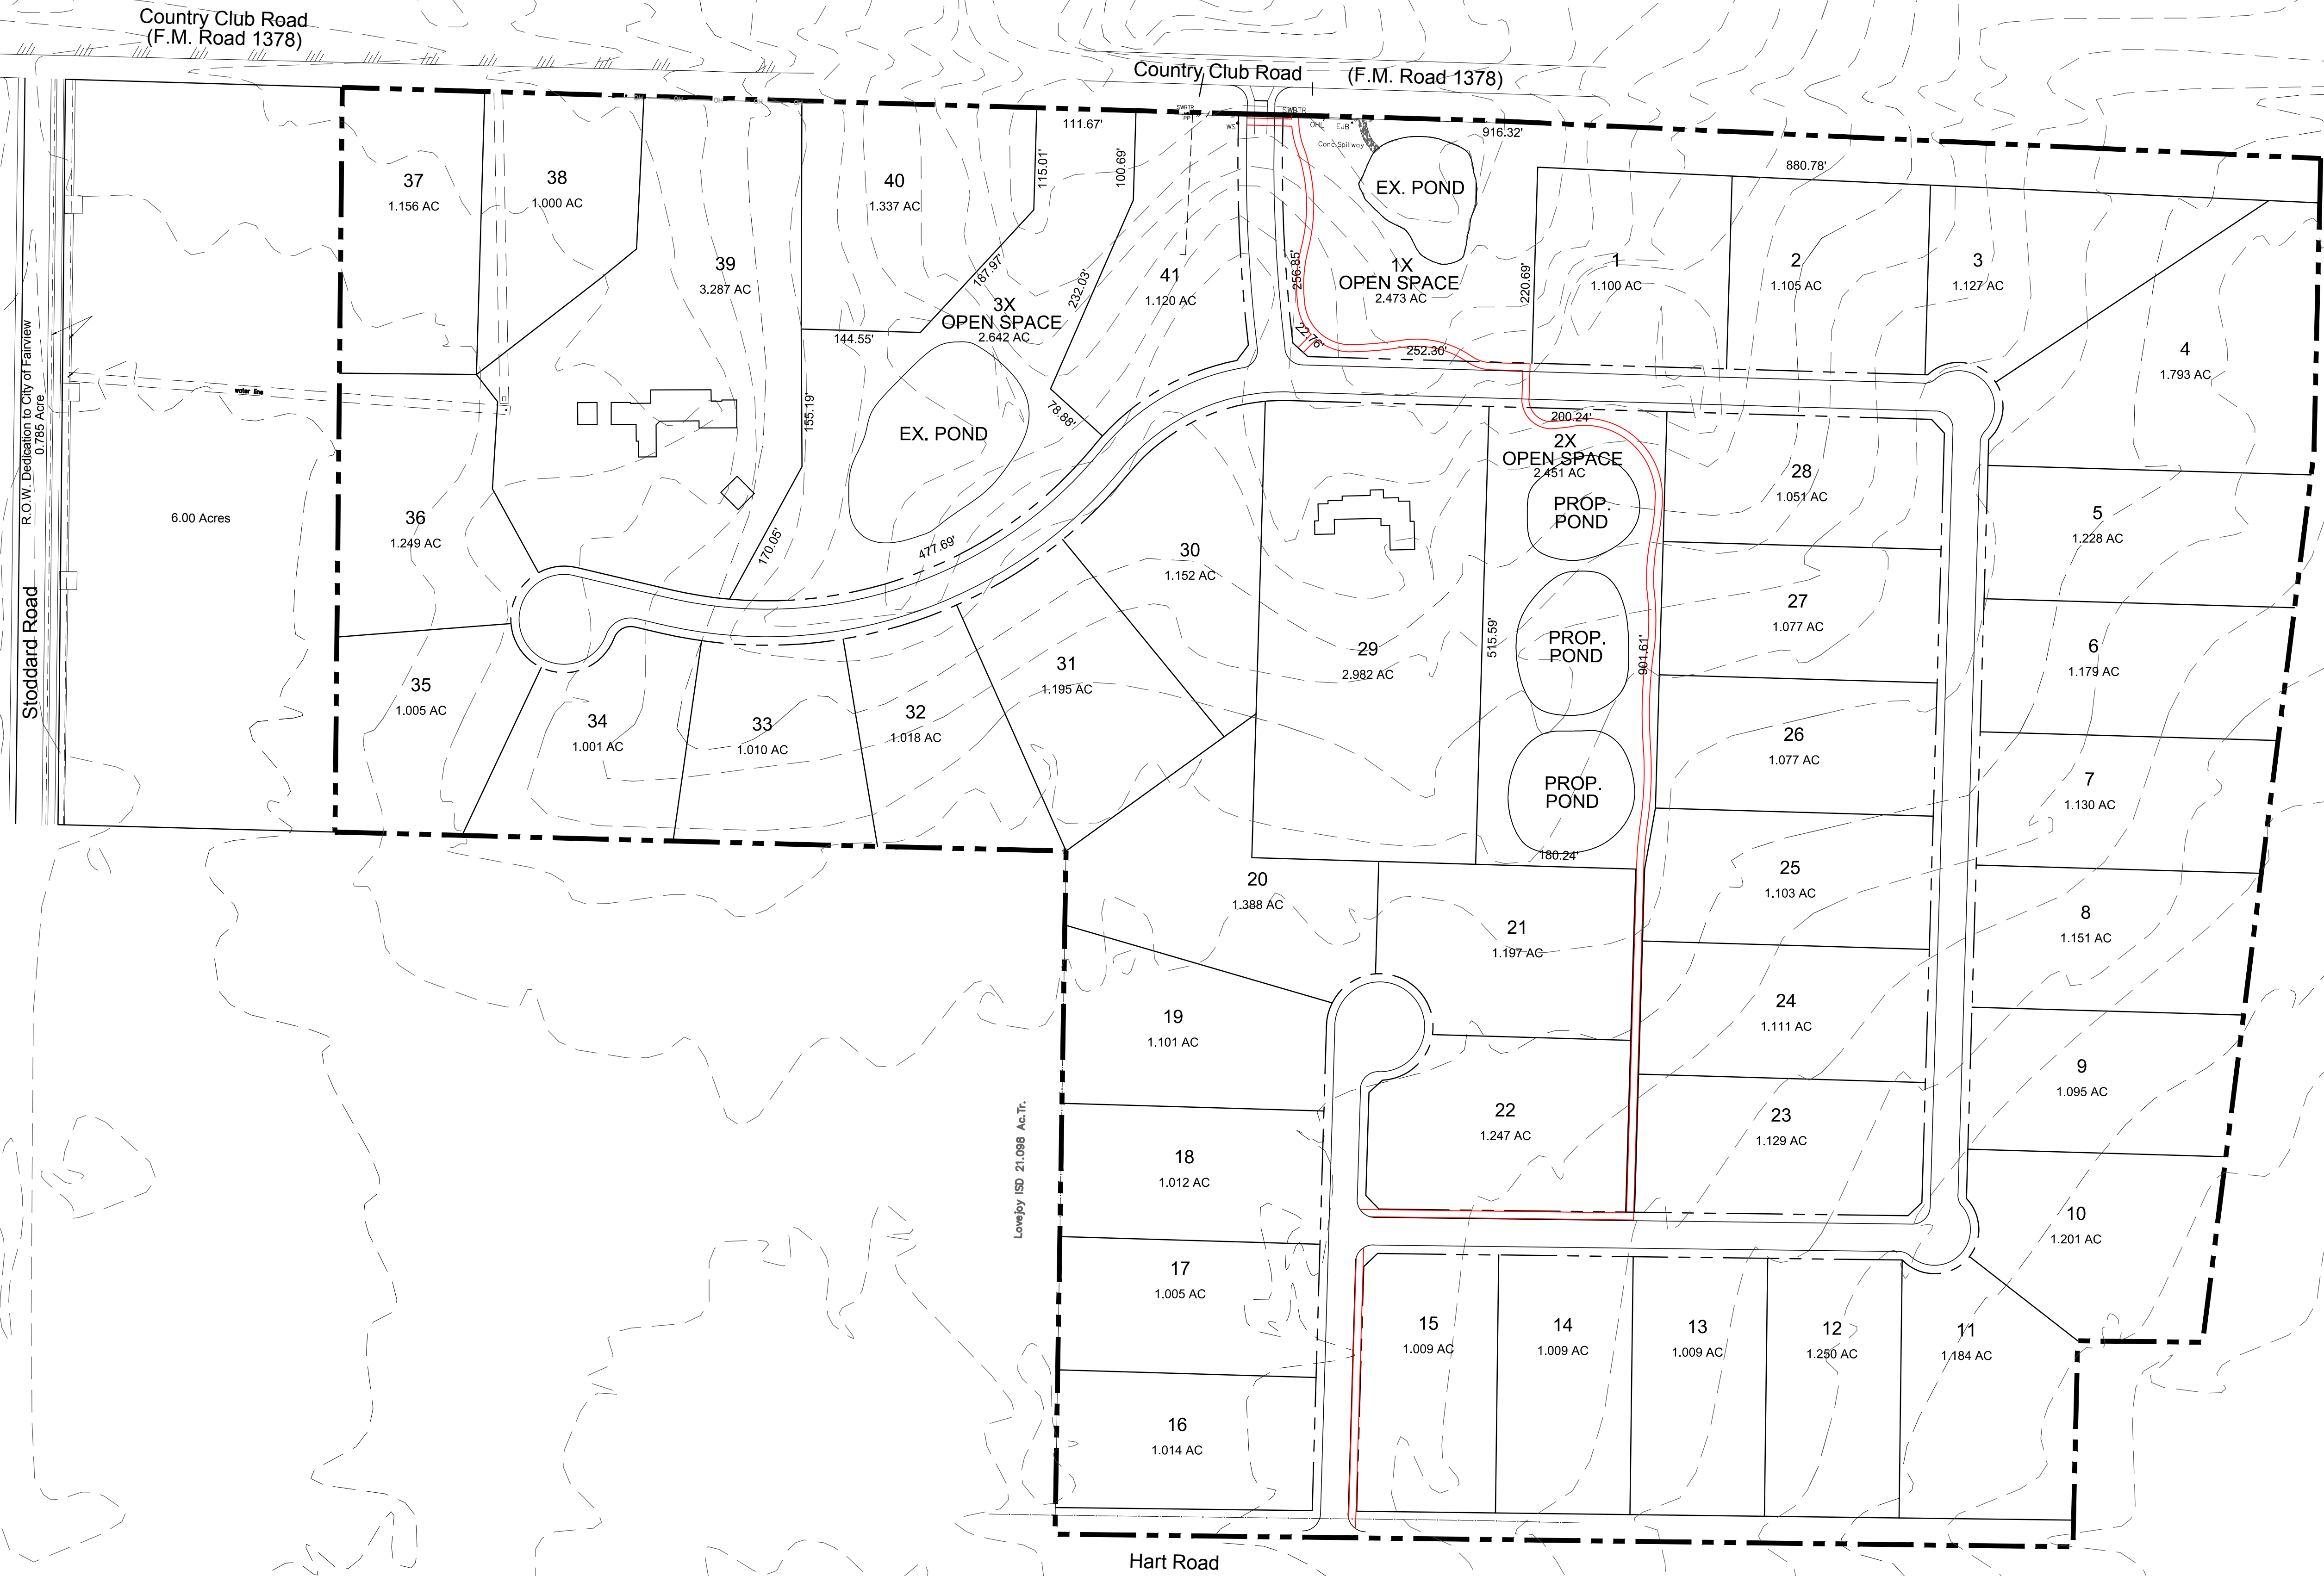 Country Club Road
(F.M. Road 1378)
Country Club Road (F.M. Road 1378)
SWBTR
PP
WS
SWBTR
OHL
EJB
Conc.Spillway
EX. POND
916.32'
880.78'
111.67'
115.01'
100.69'
37
1.156 AC
38
1.000 AC
39
3.287 AC
40
1.337 AC
187.97'
232.03'
144.55'
3X
OPEN SPACE
2.642 AC
41
1.120 AC
256.85'
22.76'
252.30'
1X
OPEN SPACE
2.473 AC
220.69'
1
1.100 AC
2
1.105 AC
3
1.127 AC
4
1.793 AC
R.O.W. Dedication to City of Fairview
0.785 Acre
Stoddard Road
water line
6.00 Acres
36
1.249 AC
155.19'
170.05'
EX. POND
78.88'
477.69'
200.24'
2X
OPEN SPACE
2.451 AC
PROP.
POND
PROP.
POND
PROP.
POND
515.59'
901.61'
180.24'
28
1.051 AC
5
1.228 AC
27
1.077 AC
6
1.179 AC
26
1.077 AC
7
1.130 AC
25
1.103 AC
8
1.151 AC
24
1.111 AC
9
1.095 AC
23
1.129 AC
10
1.201 AC
30
1.152 AC
29
2.982 AC
31
1.195 AC
32
1.018 AC
33
1.010 AC
34
1.001 AC
35
1.005 AC
20
1.388 AC
21
1.197 AC
19
1.101 AC
22
1.247 AC
18
1.012 AC
17
1.005 AC
16
1.014 AC
15
1.009 AC
14
1.009 AC
13
1.009 AC
12
1.250 AC
11
1.184 AC
Lovejoy ISD 21.098 Ac.Tr.
Hart Road